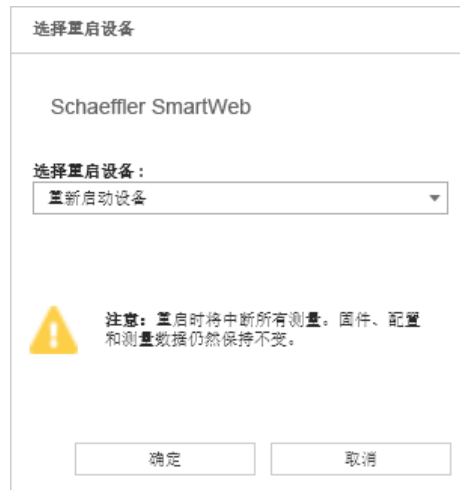 选择重启设备
Schaeffler SmartWeb
选择重启设备：
重新启动设备
注意：重启时将中断所有测量。固件、配置
和测量数据仍然保持不变。
确定
取消